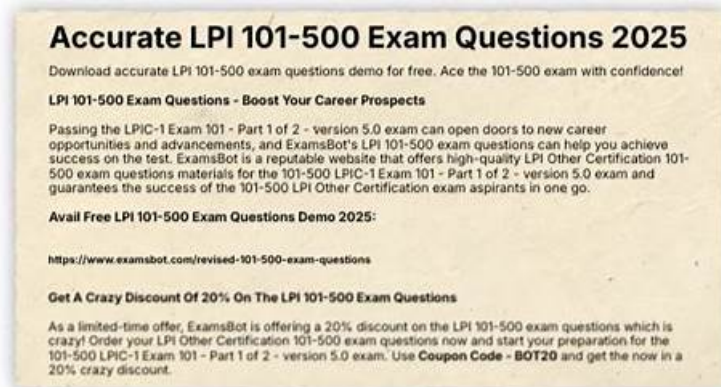 Accurate LPI 101-500 Exam Questions 2025
Download accurate LPI 101-500 exam questions demo for free. Ace the 101-500 exam with confidence!
LPI 101-500 Exam Questions - Boost Your Career Prospects
Passing the LPIC-1 Exam 101 - Part 1 of 2 - version 5.0 exam can open doors to new career
opportunities and advancements, and ExamsBot's LPI 101-500 exam questions can help you achieve
success on the test. ExamsBot is a reputable website that offers high-quality LPI Other Certification 101-
500 exam questions materials for the 101-500 LPIC-1 Exam 101 - Part 1 of 2 - version 5.0 exam and
guarantees the success of the 101-500 LPI Other Certification exam aspirants in one go.
Avail Free LPI 101-500 Exam Questions Demo 2025:
https://www.examsbot.com/revised-101-500-exam-questions
Get A Crazy Discount Of 20% On The LPI 101-500 Exam Questions
As a limited-time offer, ExamsBot is offering a 20% discount on the LPI 101-500 exam questions which is
crazy! Order your LPI Other Certification 101-500 exam questions now and start your preparation for the
101-500 LPIC-1 Exam 101 - Part 1 of 2 - version 5.0 exam. Use Coupon Code - BOT20 and get the now in a
20% crazy discount.